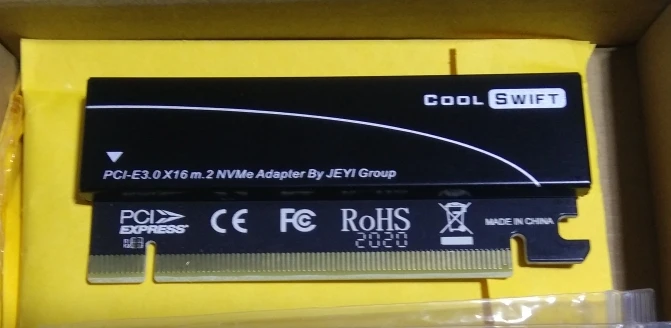 COOL SWIFT
PCI-E3.0 X16 m.2 NVMe Adapter By JEYI Group
PCI
EXPRESS®
CE
FC
RoHS
2020
MADE IN CHINA